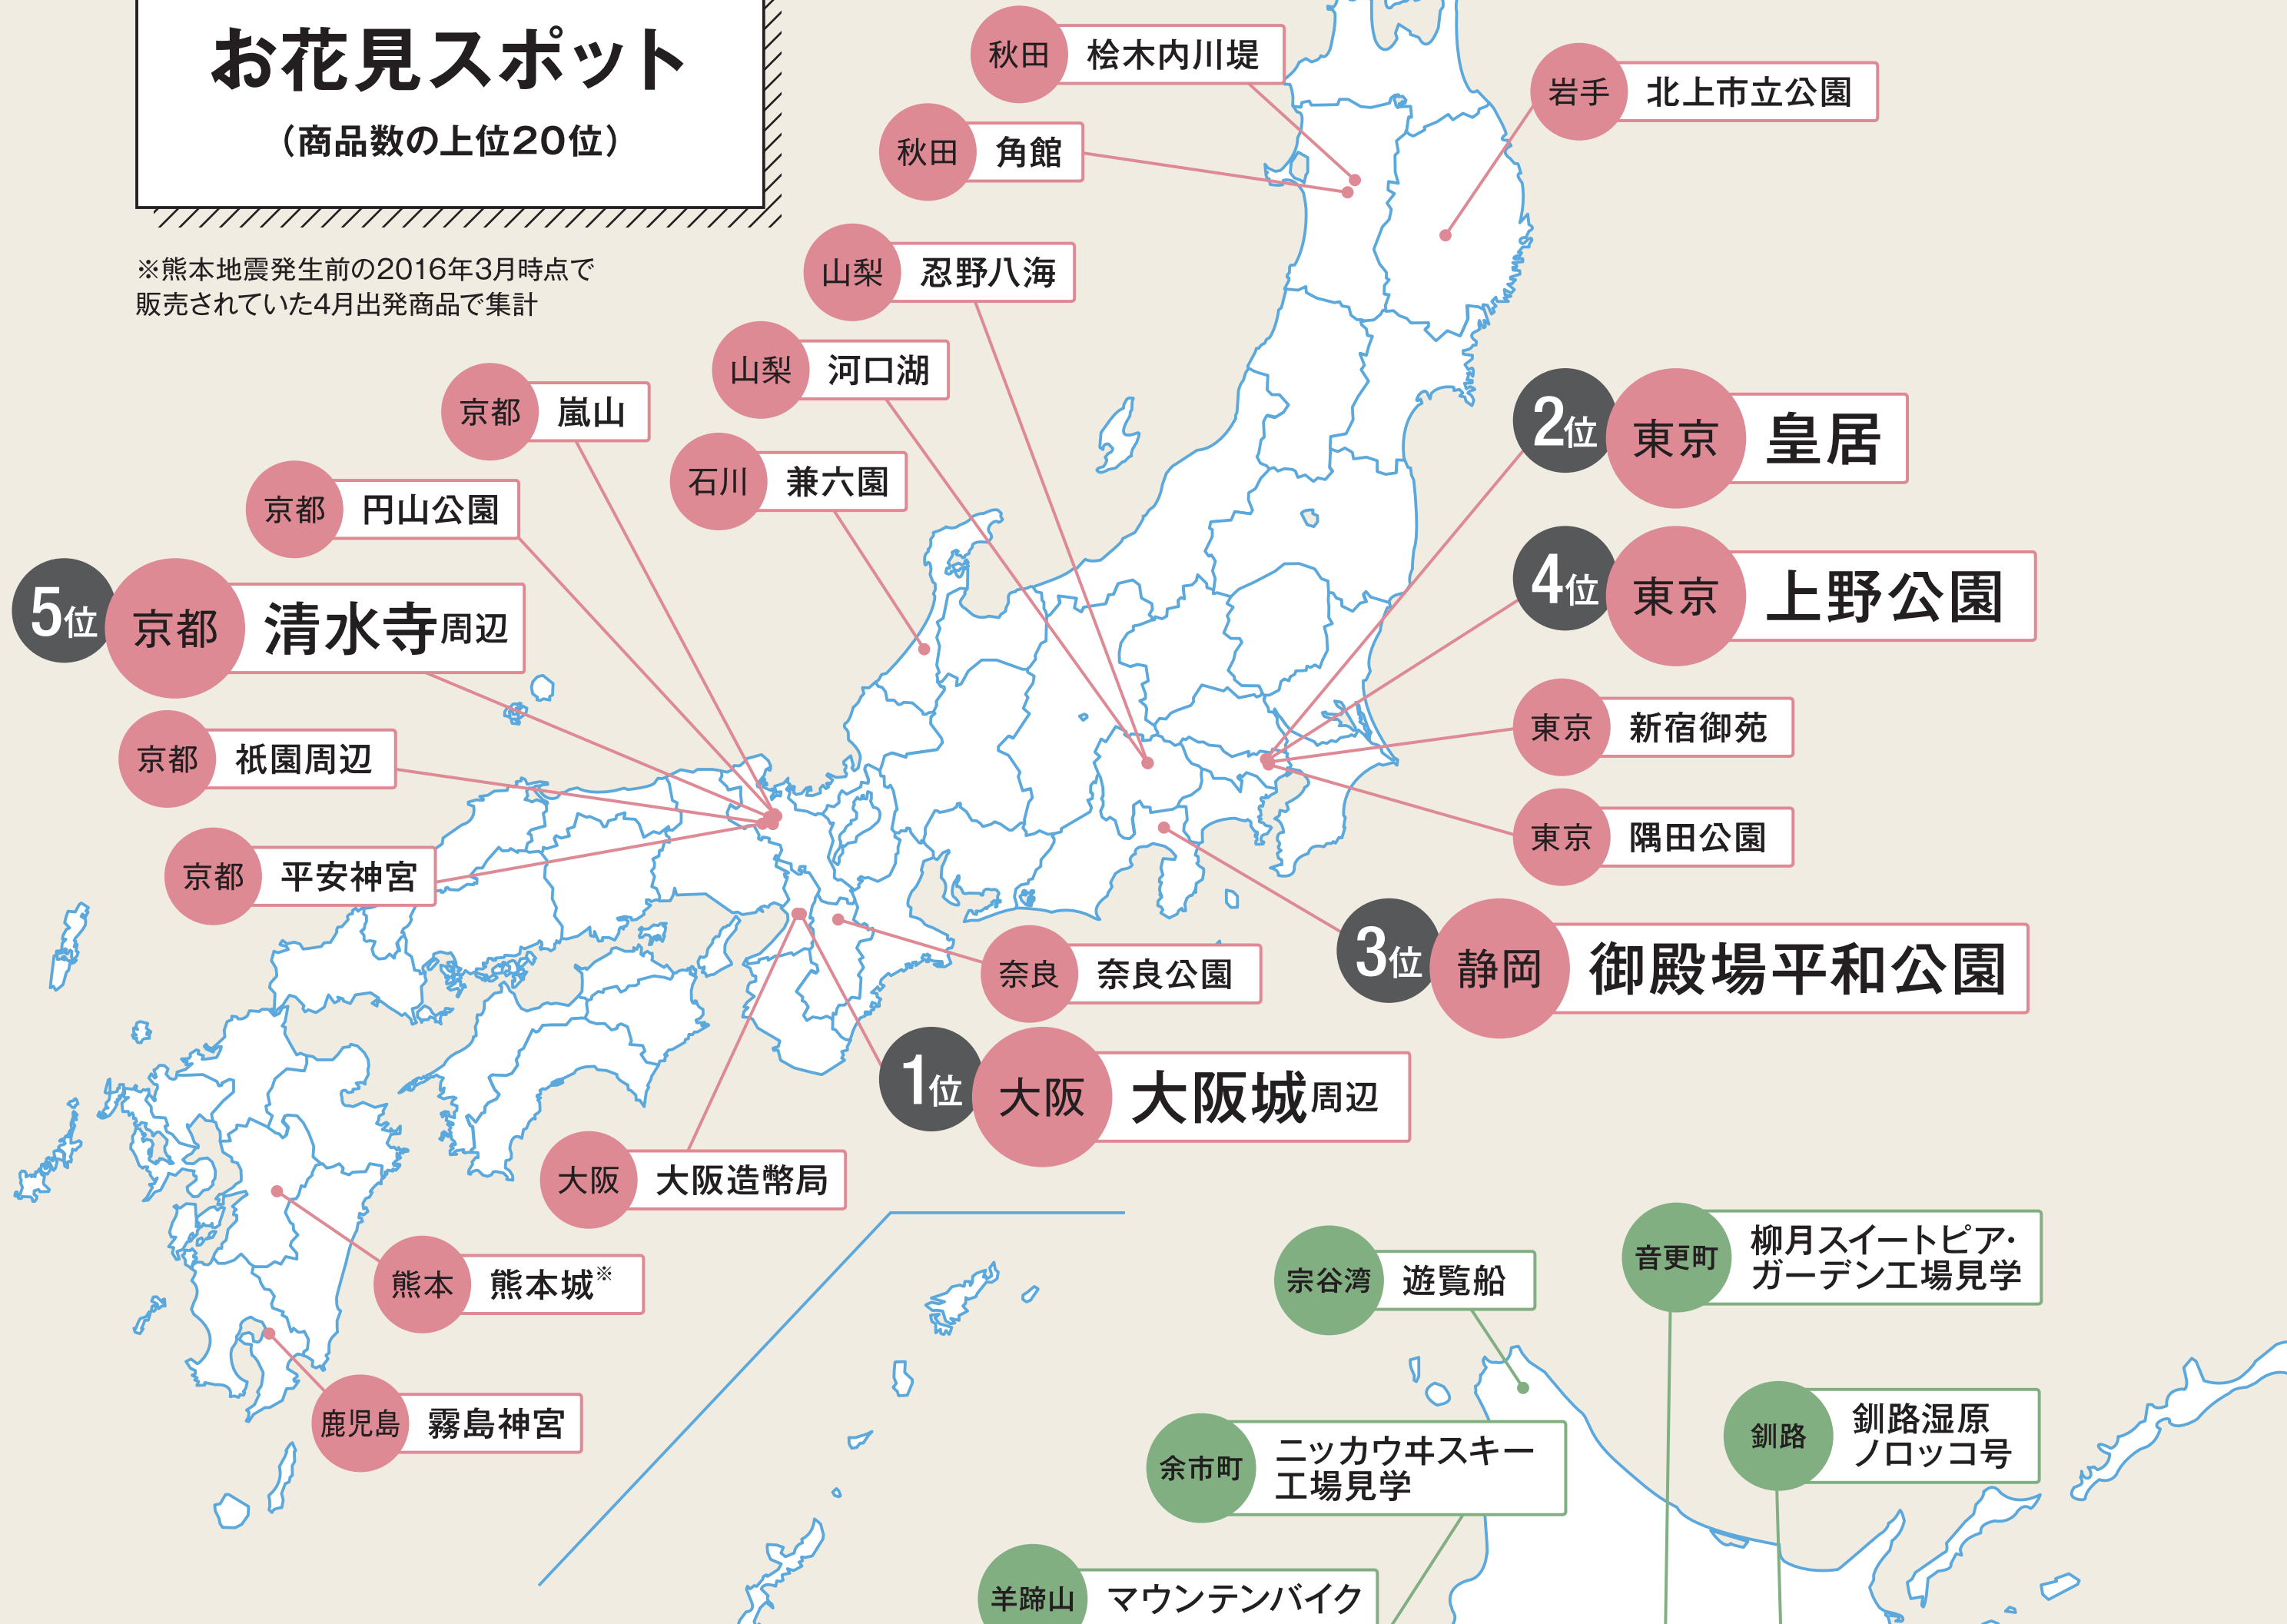 お花見スポット
(商品数の上位20位)
※熊本地震発生前の2016年3月時点で
販売されていた4月出発商品で集計
秋田 桧木内川堤
秋田 角館
岩手 北上市立公園
山梨 忍野八海
山梨 河口湖
京都 嵐山
石川 兼六園
京都 円山公園
5位 京都 清水寺周辺
京都 祇園周辺
京都 平安神宮
2位 東京 皇居
4位 東京 上野公園
東京 新宿御苑
東京 隅田公園
3位 静岡 御殿場平和公園
奈良 奈良公園
1位 大阪 大阪城周辺
大阪 大阪造幣局
熊本 熊本城※
鹿児島 霧島神宮
宗谷湾 遊覧船
音更町 柳月スイートピア・
ガーデン工場見学
釧路 釧路湿原
ノロッコ号
余市町 ニッカウヰスキー
工場見学
羊蹄山 マウンテンバイク